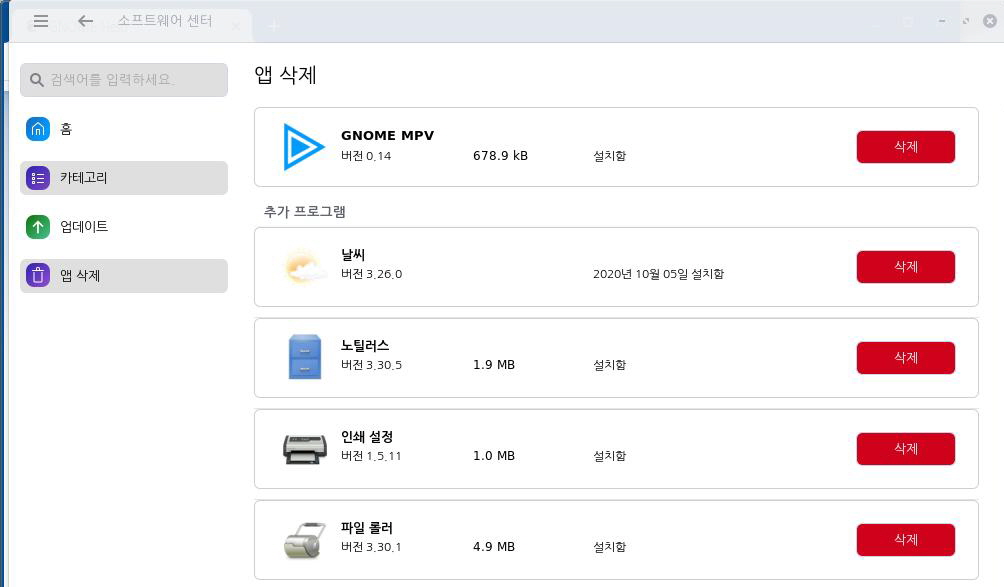 소프트웨어 센터
검색어를 입력하세요.
홈
카테고리
업데이트
앱 삭제
앱 삭제
GNOME MPV
버전 0.14 678.9 kB 설치함 삭제
추가 프로그램
날씨
버전 3.26.0 2020년 10월 05일 설치함 삭제
노틸러스
버전 3.30.5 1.9 MB 설치함 삭제
인쇄 설정
버전 1.5.11 1.0 MB 설치함 삭제
파일 롤러
버전 3.30.1 4.9 MB 설치함 삭제